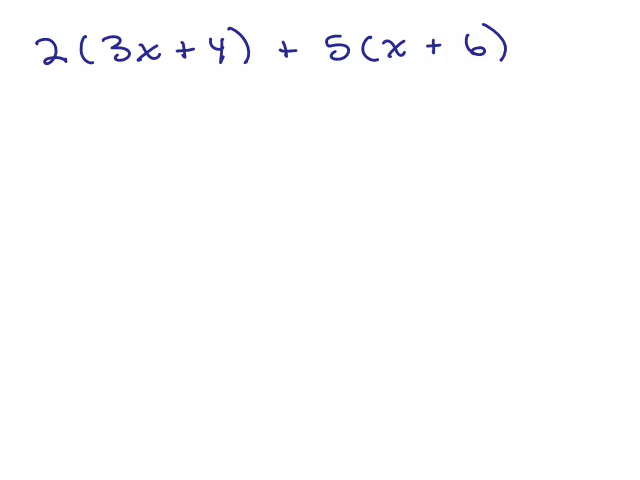 2(3x+4) + 5(x + 6)